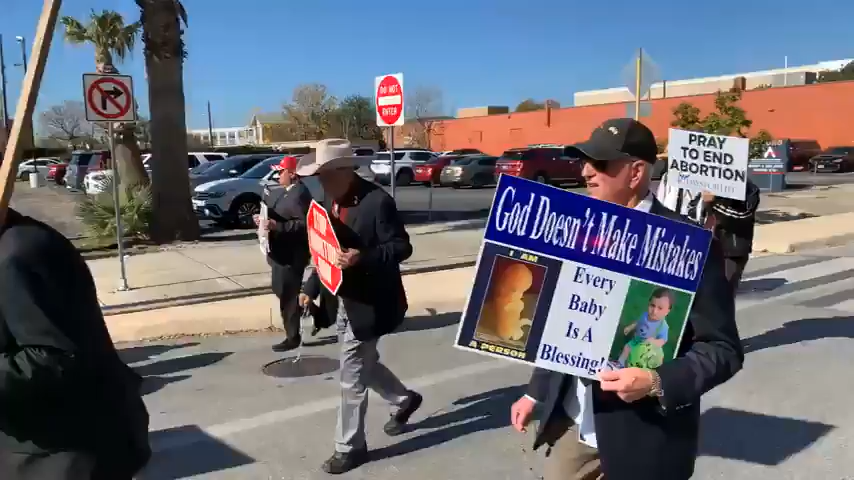 DO NOT
ENTER
PRAY
TO END
ABORTION
God Doesn't Make Mistakes
I AM
A PERSON
Every
Baby
Is A
Blessing!